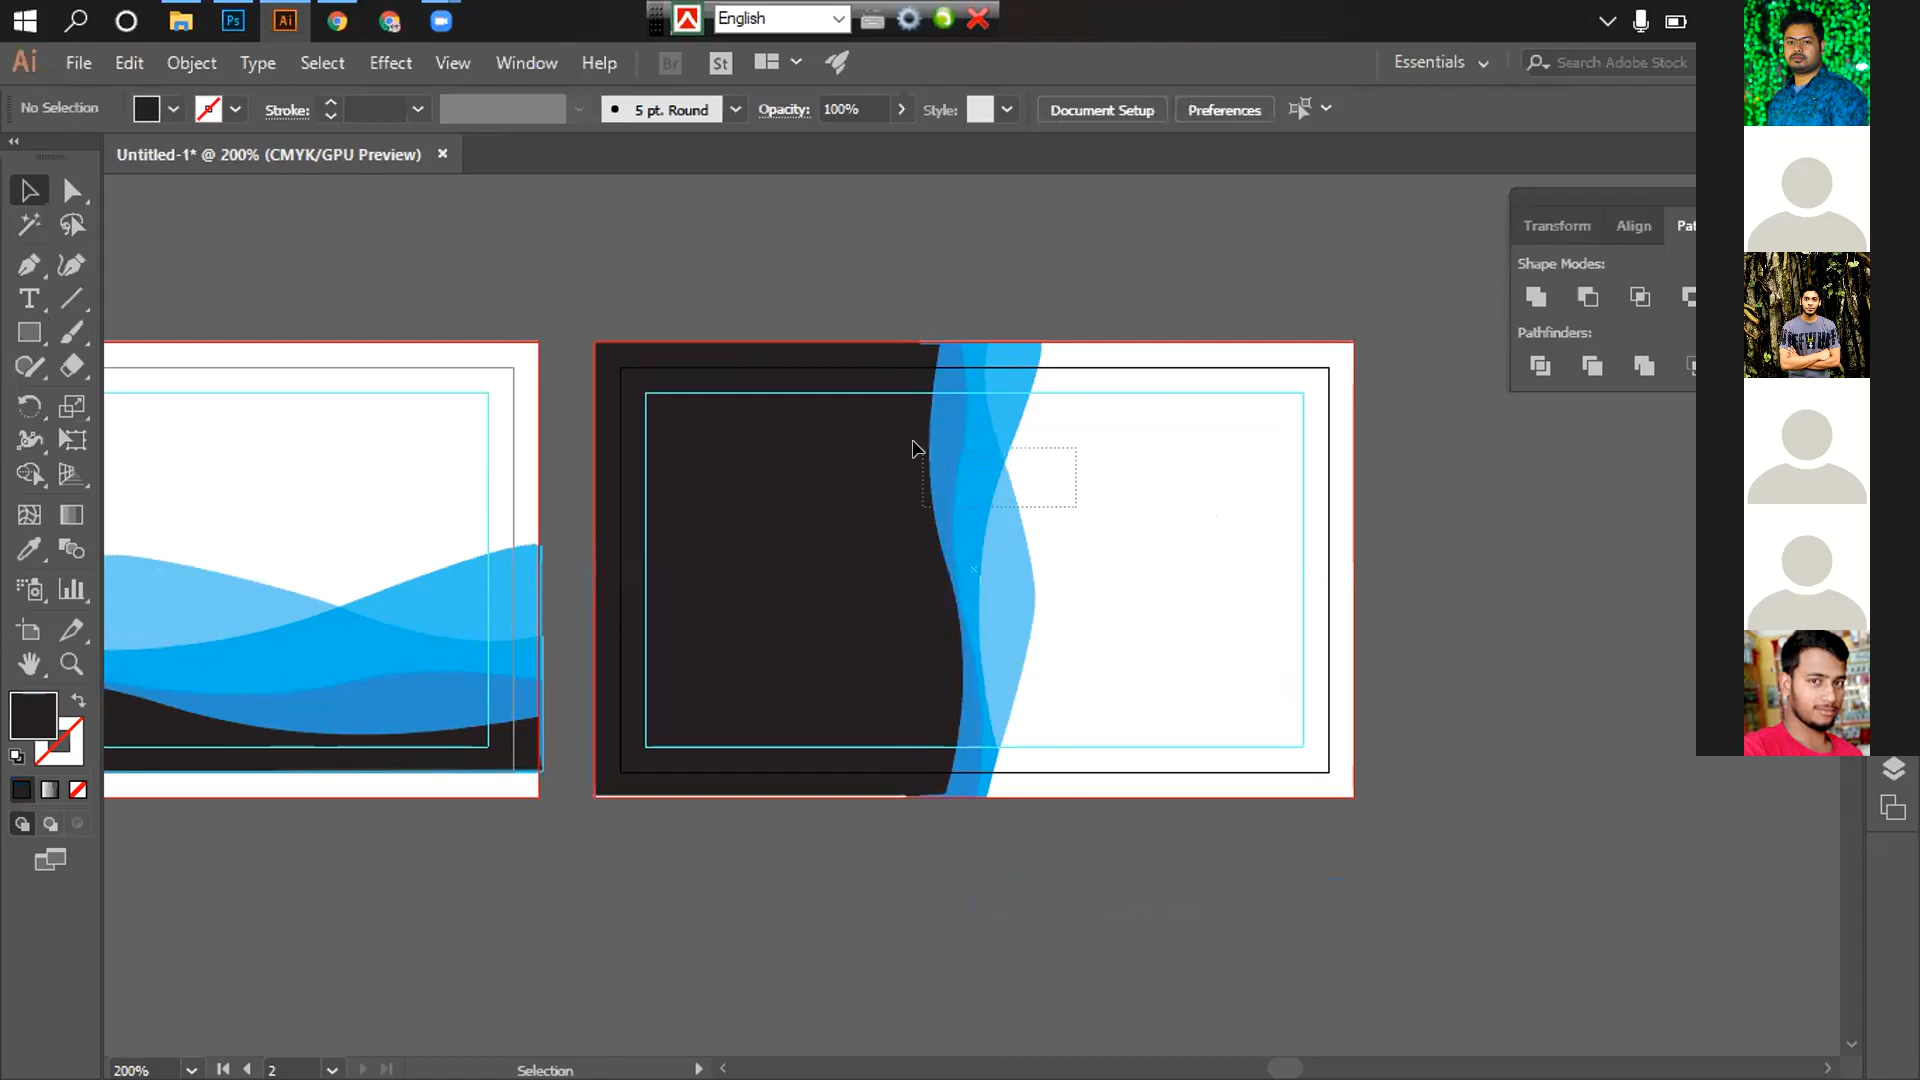 Ps
Ai
English
Ai
File
Edit
Object
Type
Select
Effect
View
Window
Help
Br
St
Essentials
Search Adobe Stock
No Selection
Stroke:
5 pt. Round
Opacity:
100%
Style:
Document Setup
Preferences
Untitled-1* @ 200% (CMYK/GPU Preview)
Transform
Align
Shape Modes:
Pathfinders:
T
200%
2
Selection